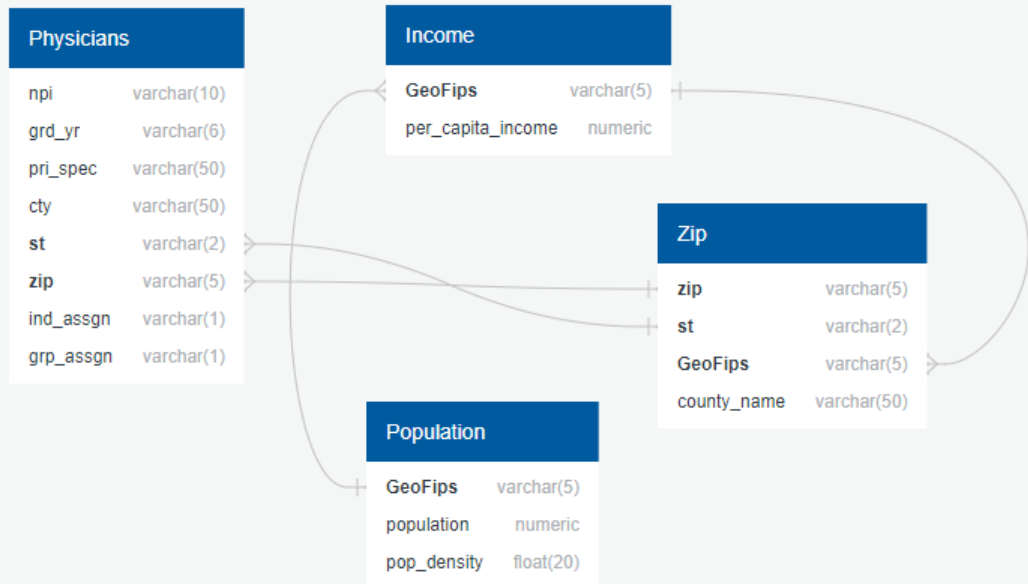 Physicians
npi varchar(10)
grd_yr varchar(6)
pri_spec varchar(50)
cty varchar(50)
st varchar(2)
zip varchar(5)
ind_assgn varchar(1)
grp_assgn varchar(1)
Income
GeoFips varchar(5)
per_capita_income numeric
Zip
zip varchar(5)
st varchar(2)
GeoFips varchar(5)
county_name varchar(50)
Population
GeoFips varchar(5)
population numeric
pop_density float(20)